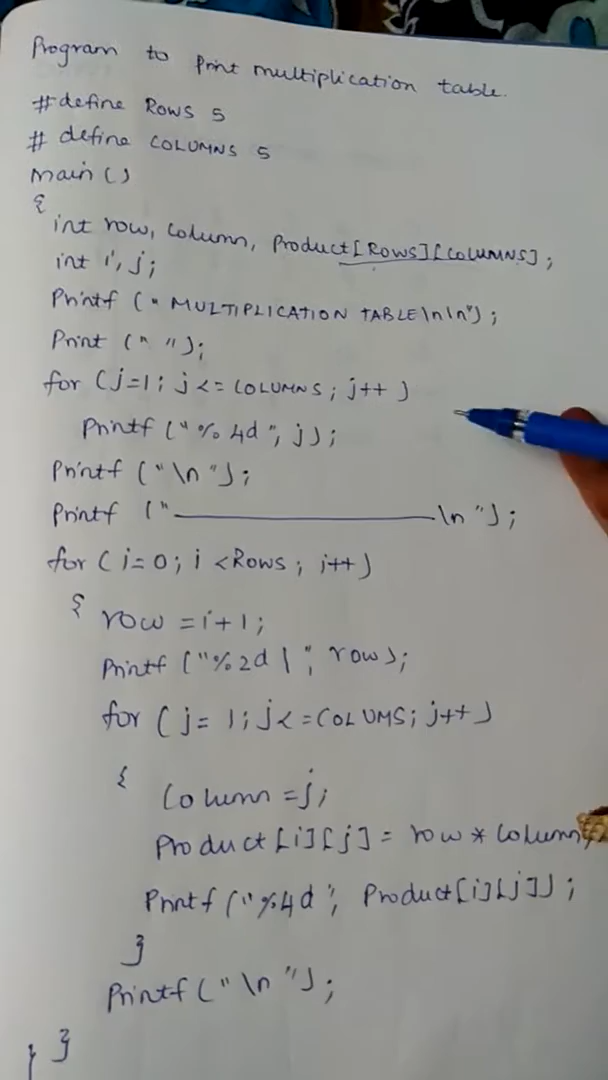 Program to Print multiplication table.
#define ROWS 5
# define COLUMNS 5
main ()
{
int row, column, Product[ROWS][COLUMNS];
int i, j;
Printf (" MULTIPLICATION TABLE\n\n");
Print (" ");
for (j=1; j<= COLUMNS; j++)
Printf ("%4d", j);
Printf ("\n");
Printf ("____________________\n");
for (i=0; i <ROWS; i++)
{ row =i+1;
Printf ("%2d |", row);
for (j= 1; j<=COLUMS; j++)
{ Column =j;
Product[i][j]= row * Column;
Printf ("%4d", Product[i][j]);
}
Printf ("\n");
} }